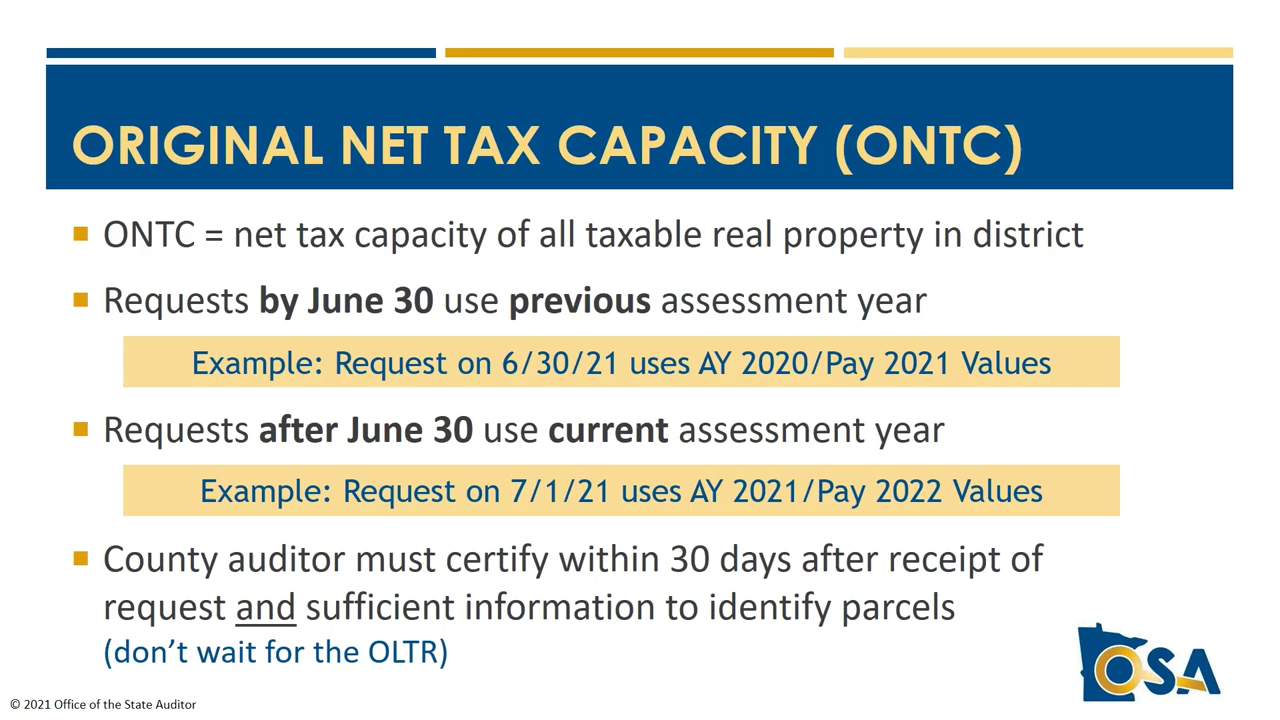 ORIGINAL NET TAX CAPACITY (ONTC)
ONTC = net tax capacity of all taxable real property in district
Requests by June 30 use previous assessment year
Example: Request on 6/30/21 uses AY 2020/Pay 2021 Values
Requests after June 30 use current assessment year
Example: Request on 7/1/21 uses AY 2021/Pay 2022 Values
County auditor must certify within 30 days after receipt of
request and sufficient information to identify parcels
(don’t wait for the OLTR)
OSA
© 2021 Office of the State Auditor